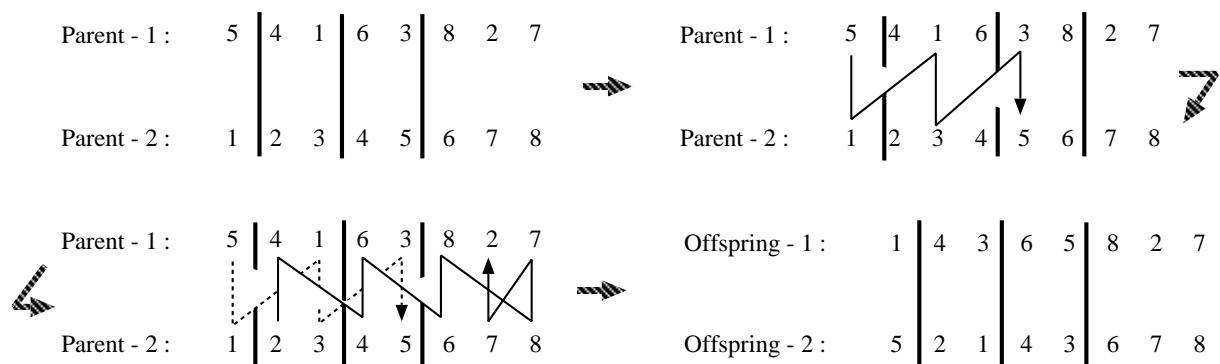 Parent - 1 : 5 4 1 6 3 8 2 7
Parent - 2 : 1 2 3 4 5 6 7 8
Parent - 1 : 5 4 1 6 3 8 2 7
Parent - 2 : 1 2 3 4 5 6 7 8
Parent - 1 : 5 4 1 6 3 8 2 7
Parent - 2 : 1 2 3 4 5 6 7 8
Offspring - 1: 1 4 3 6 5 8 2 7
Offspring - 2: 5 2 1 4 3 6 7 8